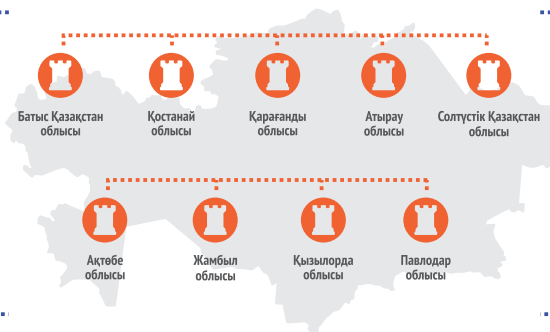 Батыс Қазақстан
облысы
Қостанай
облысы
Қарағанды
облысы
Атырау
облысы
Солтүстік Қазақстан
облысы
Ақтөбе
облысы
Жамбыл
облысы
Қызылорда
облысы
Павлодар
облысы